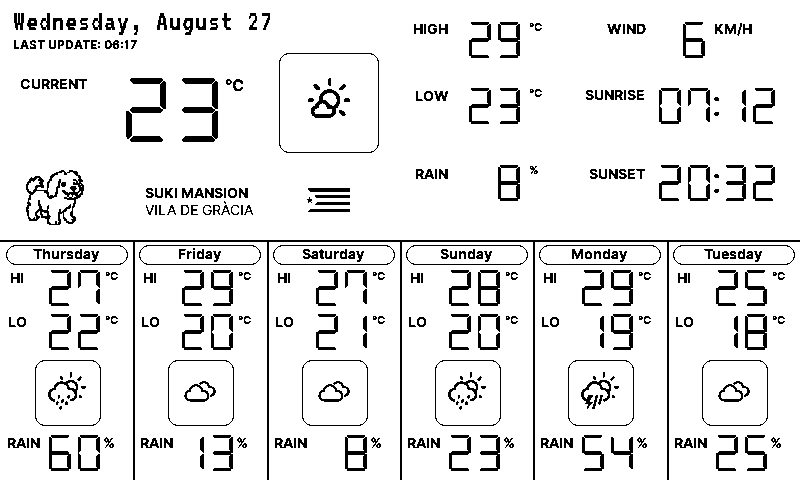 Wednesday, August 27
LAST UPDATE: 06:17
CURRENT 23 °C
SUKI MANSION
VILA DE GRÀCIA
HIGH 29 °C
LOW 23 °C
RAIN 8 %
WIND 6 KM/H
SUNRISE 07:12
SUNSET 20:32
Thursday
HI 27 °C
LO 22 °C
RAIN 60 %
Friday
HI 29 °C
LO 20 °C
RAIN 13 %
Saturday
HI 27 °C
LO 21 °C
RAIN 8 %
Sunday
HI 28 °C
LO 20 °C
RAIN 23 %
Monday
HI 29 °C
LO 19 °C
RAIN 54 %
Tuesday
HI 25 °C
LO 18 °C
RAIN 25 %